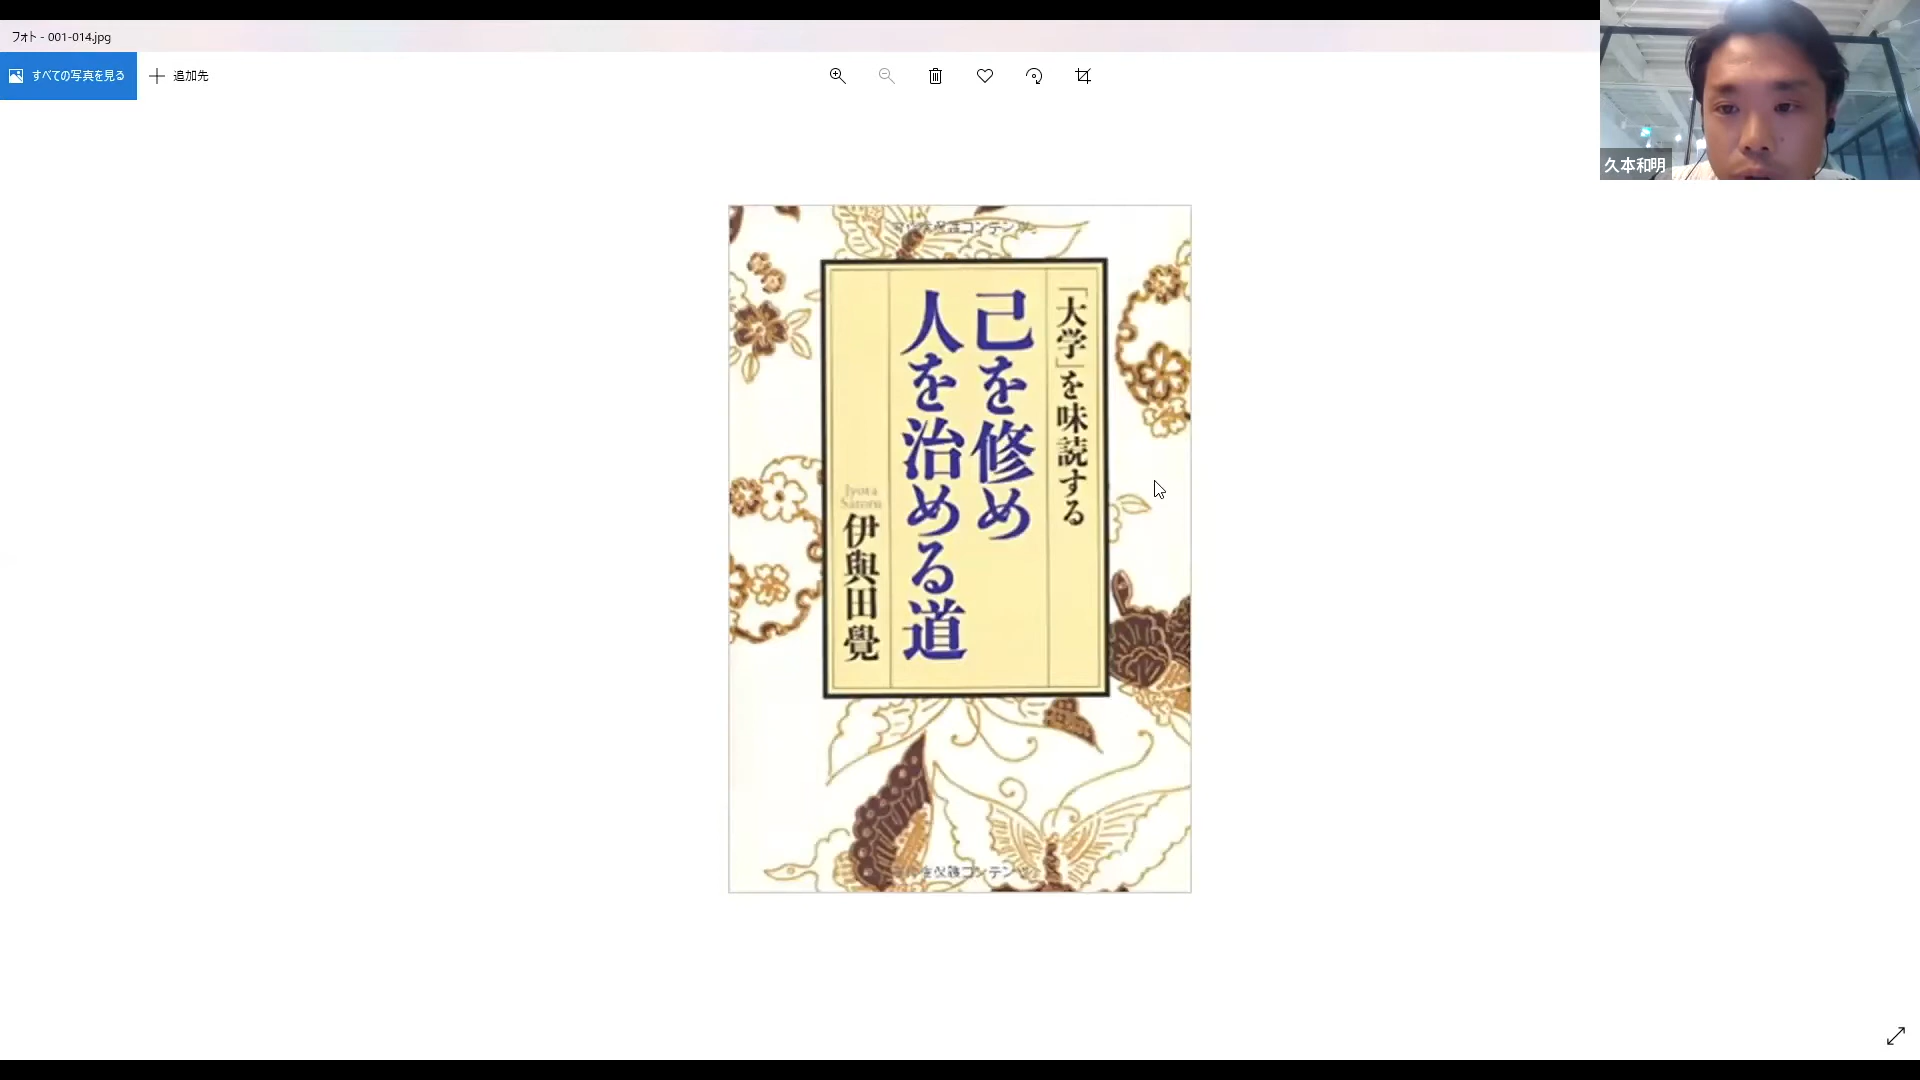 フォト - 001-014.jpg
すべての写真を見る
追加先
久本和明
「大学」を味読する
己を修め
人を治める道
Iyota
Satoru
伊與田 覺